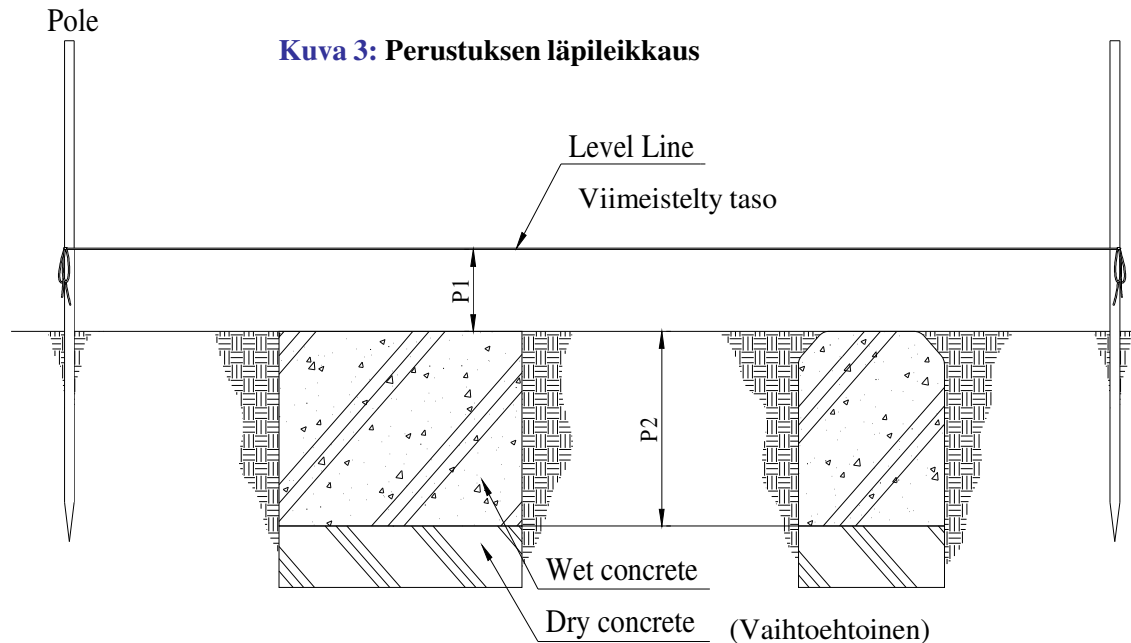 Pole
Kuva 3: Perustuksen läpileikkaus
Level Line
Viimeistelty taso
P1
P2
Wet concrete
Dry concrete (Vaihtoehtoinen)